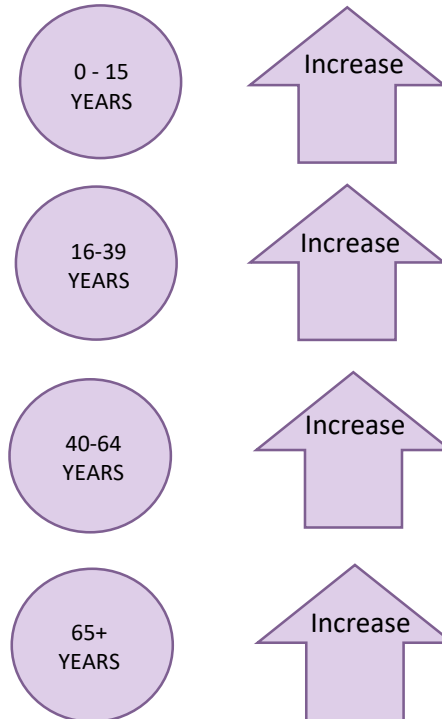 0 - 15
YEARS
Increase
16-39
YEARS
Increase
40-64
YEARS
Increase
65+
YEARS
Increase